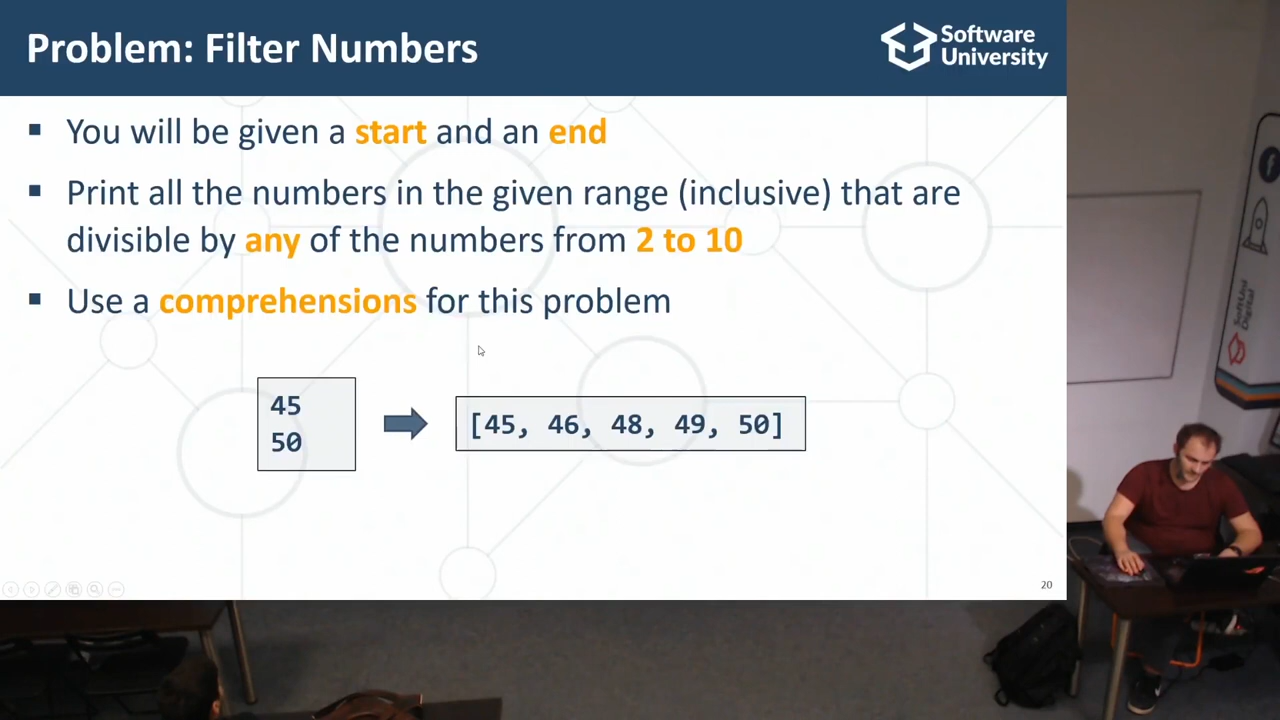 Problem: Filter Numbers
Software
University
▪ You will be given a start and an end
▪ Print all the numbers in the given range (inclusive) that are
divisible by any of the numbers from 2 to 10
▪ Use a comprehensions for this problem
45
50
[45, 46, 48, 49, 50]
20
SoftUni
Digital